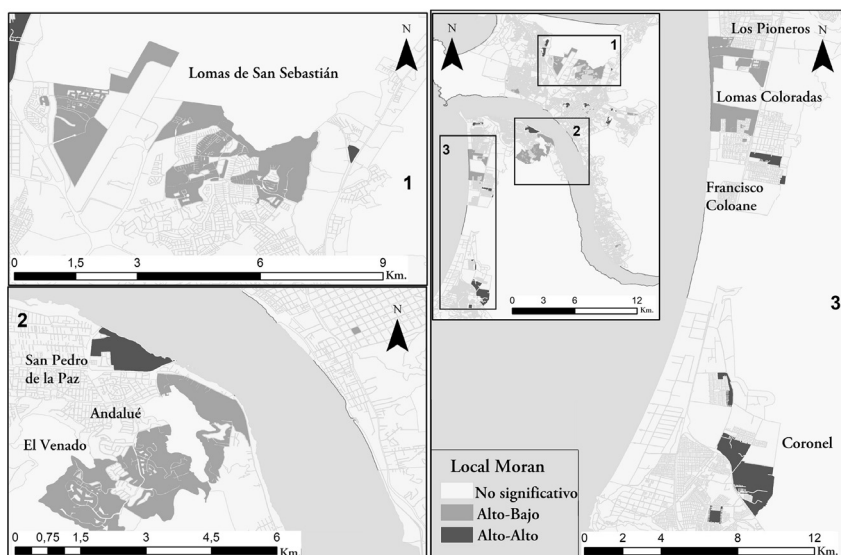 N
Lomas de San Sebastián
1
0 1,5 3 6 9
Km.
2
N
San Pedro
de la Paz
Andalué
El Venado
0 0,75 1,5 3 4,5 6
Km.
N
1
2
3
0 3 6 12
Km.
Los Pioneros
N
Lomas Coloradas
Francisco
Coloane
3
Coronel
Local Moran
No significativo
Alto-Bajo
Alto-Alto
0 2 4 8 12
Km.